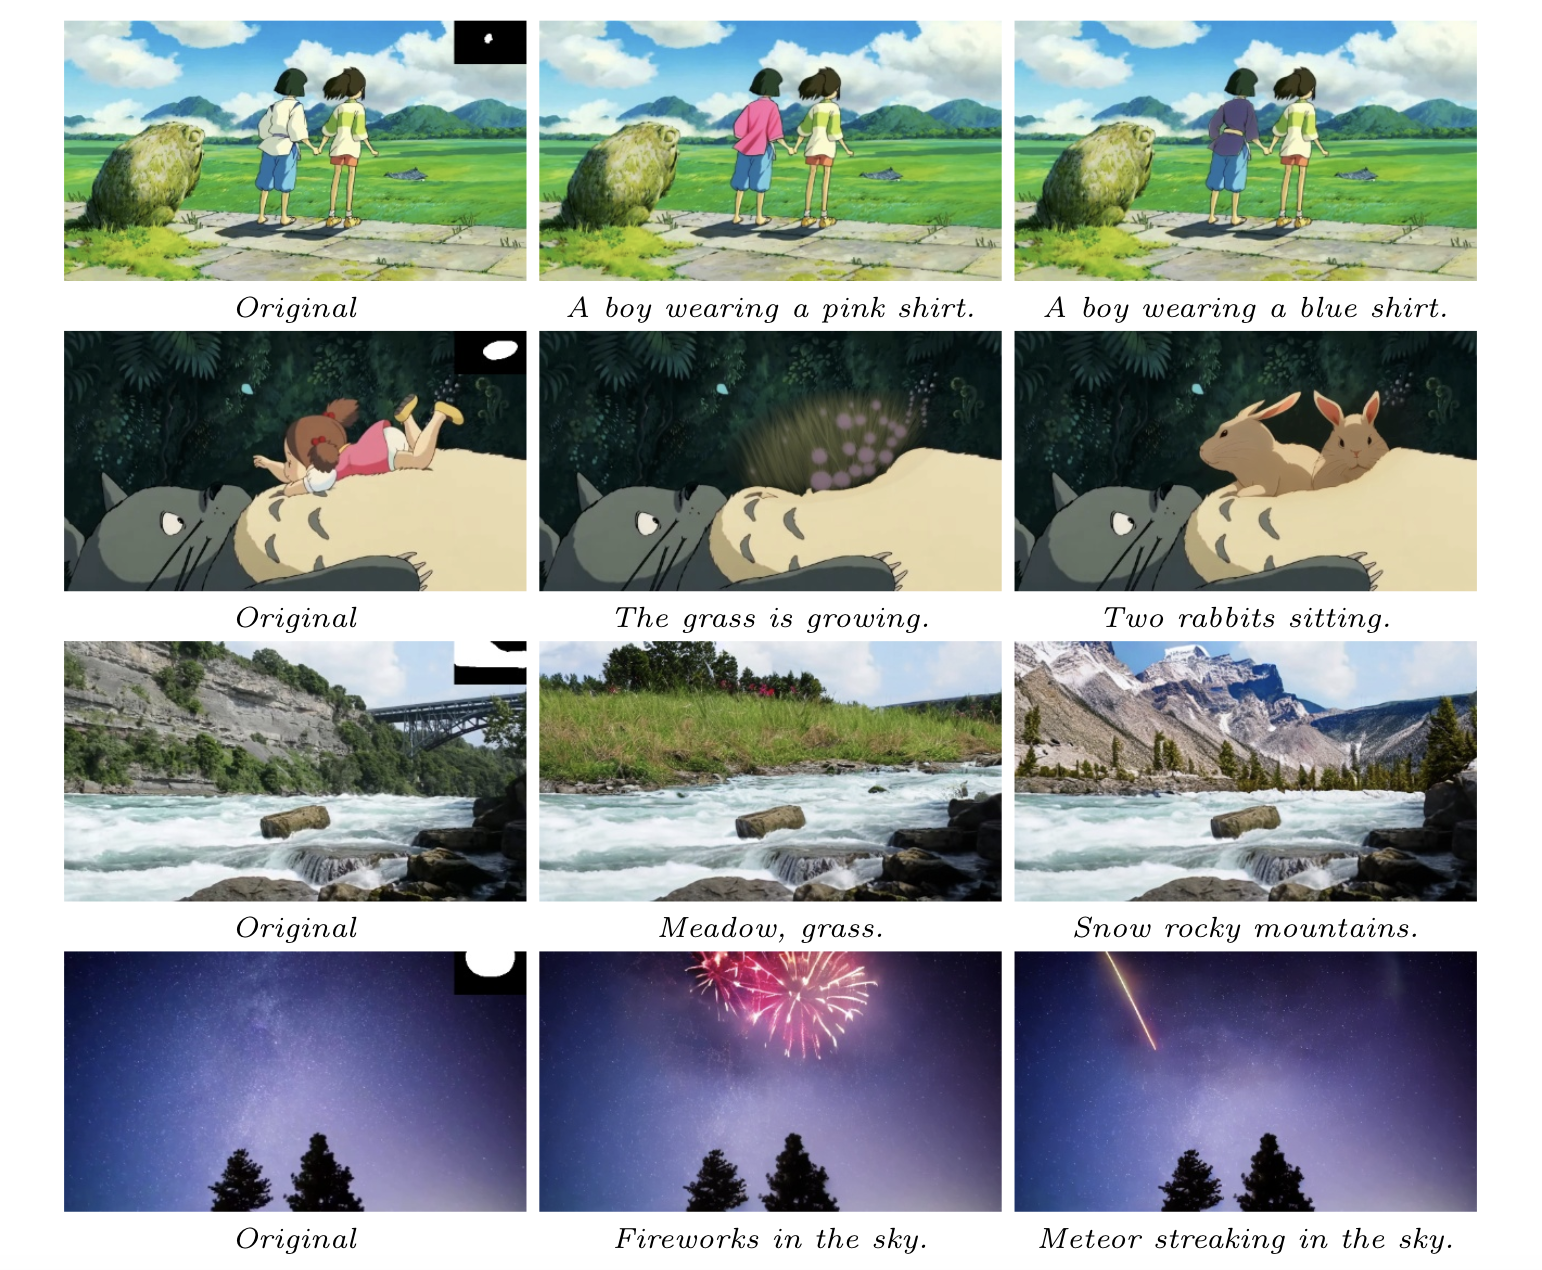 Original
A boy wearing a pink shirt.
A boy wearing a blue shirt.
Original
The grass is growing.
Two rabbits sitting.
Original
Meadow, grass.
Snow rocky mountains.
Original
Fireworks in the sky.
Meteor streaking in the sky.